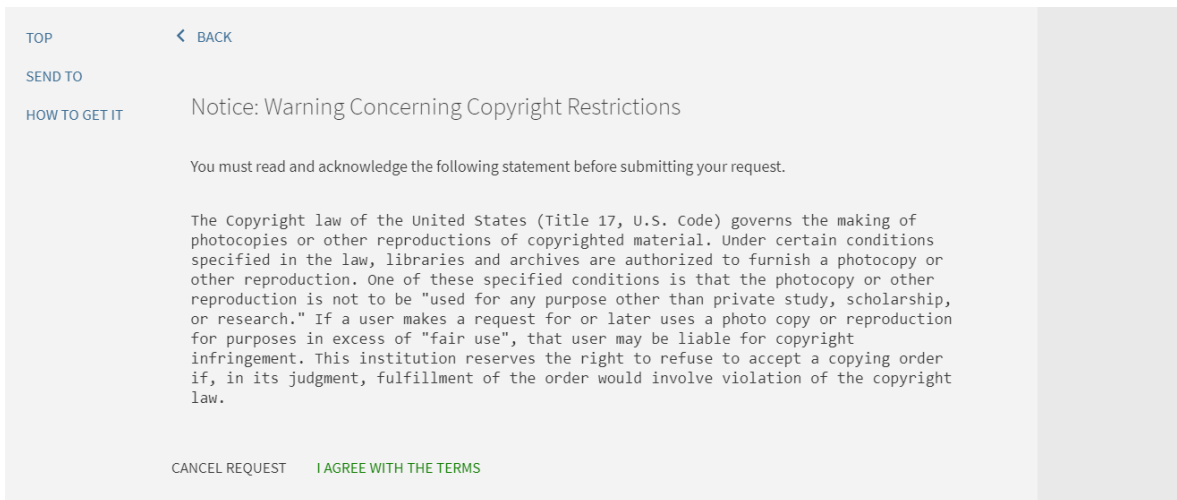 TOP
SEND TO
HOW TO GET IT
BACK
Notice: Warning Concerning Copyright Restrictions
You must read and acknowledge the following statement before submitting your request.
The Copyright law of the United States (Title 17, U.S. Code) governs the making of
photocopies or other reproductions of copyrighted material. Under certain conditions
specified in the law, libraries and archives are authorized to furnish a photocopy or
other reproduction. One of these specified conditions is that the photocopy or other
reproduction is not to be "used for any purpose other than private study, scholarship,
or research." If a user makes a request for or later uses a photo copy or reproduction
for purposes in excess of "fair use", that user may be liable for copyright
infringement. This institution reserves the right to refuse to accept a copying order
if, in its judgment, fulfillment of the order would involve violation of the copyright
law.
CANCEL REQUEST I AGREE WITH THE TERMS